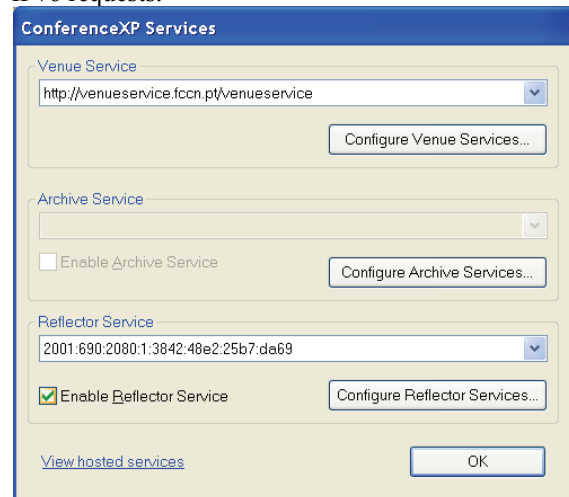 ConferenceXP Services
Venue Service
http://venueservice.fccn.pt/venueservice
Configure Venue Services...
Archive Service
Enable Archive Service
Configure Archive Services...
Reflector Service
2001:690:2080:1:3842:48e2:25b7:da69
Enable Reflector Service
Configure Reflector Services...
View hosted services
OK